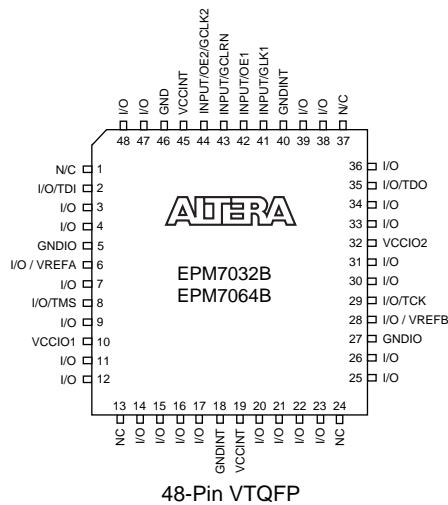 I/O
I/O
GND
VCCINT
INPUT/OE2/GCLK2
INPUT/GCLRN
INPUT/OE1
INPUT/GLK1
GNDINT
I/O
I/O
N/C
48 47 46 45 44 43 42 41 40 39 38 37
N/C 1
I/O/TDI 2
I/O 3
I/O 4
GNDIO 5
I/O / VREFA 6
I/O 7
I/O/TMS 8
I/O 9
VCCIO1 10
I/O 11
I/O 12
36 I/O
35 I/O/TDO
34 I/O
33 I/O
32 VCCIO2
31 I/O
30 I/O
29 I/O/TCK
28 I/O / VREFB
27 GNDIO
26 I/O
25 I/O
ALTERA
EPM7032B
EPM7064B
13 14 15 16 17 18 19 20 21 22 23 24
NC
I/O
I/O
I/O
I/O
GNDINT
VCCINT
I/O
I/O
I/O
I/O
NC
48-Pin VTQFP